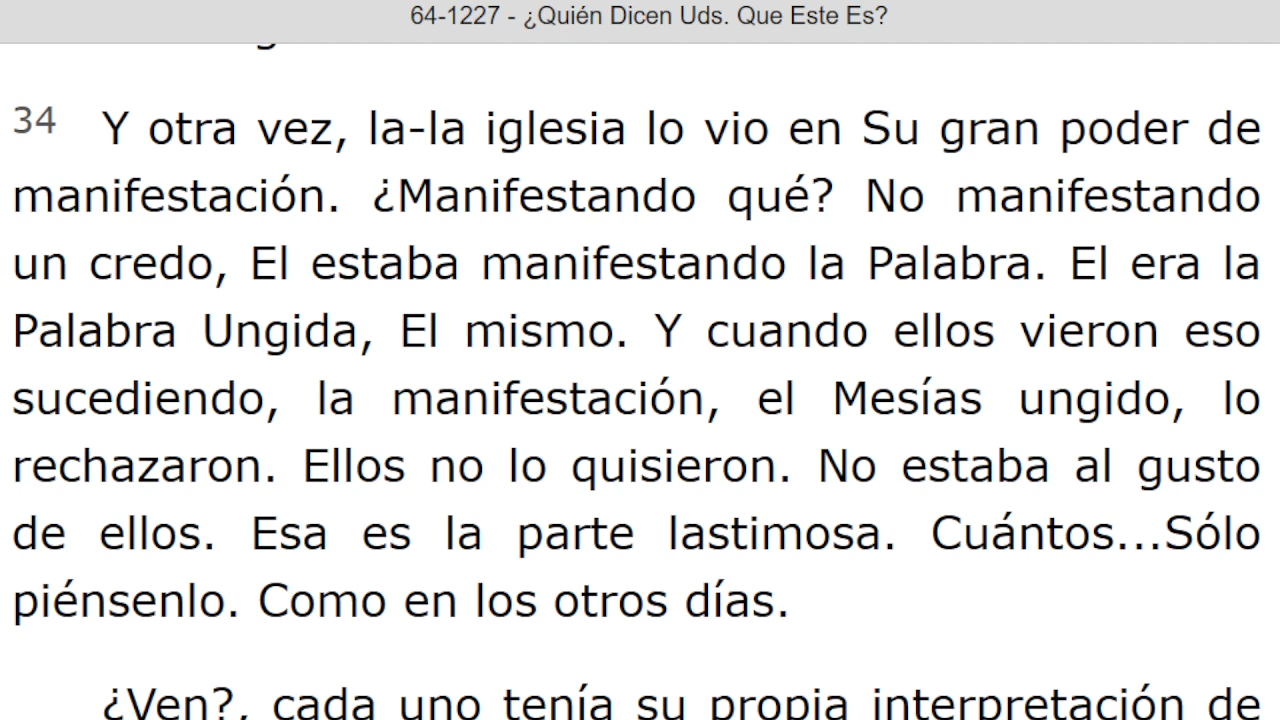 64-1227 - ¿Quién Dicen Uds. Que Este Es?
34 Y otra vez, la-la iglesia lo vio en Su gran poder de
manifestación. ¿Manifestando qué? No manifestando
un credo, El estaba manifestando la Palabra. El era la
Palabra Ungida, El mismo. Y cuando ellos vieron eso
sucediendo, la manifestación, el Mesías ungido, lo
rechazaron. Ellos no lo quisieron. No estaba al gusto
de ellos. Esa es la parte lastimosa. Cuántos...Sólo
piénsenlo. Como en los otros días.
¿Ven?, cada uno tenía su propia interpretación de